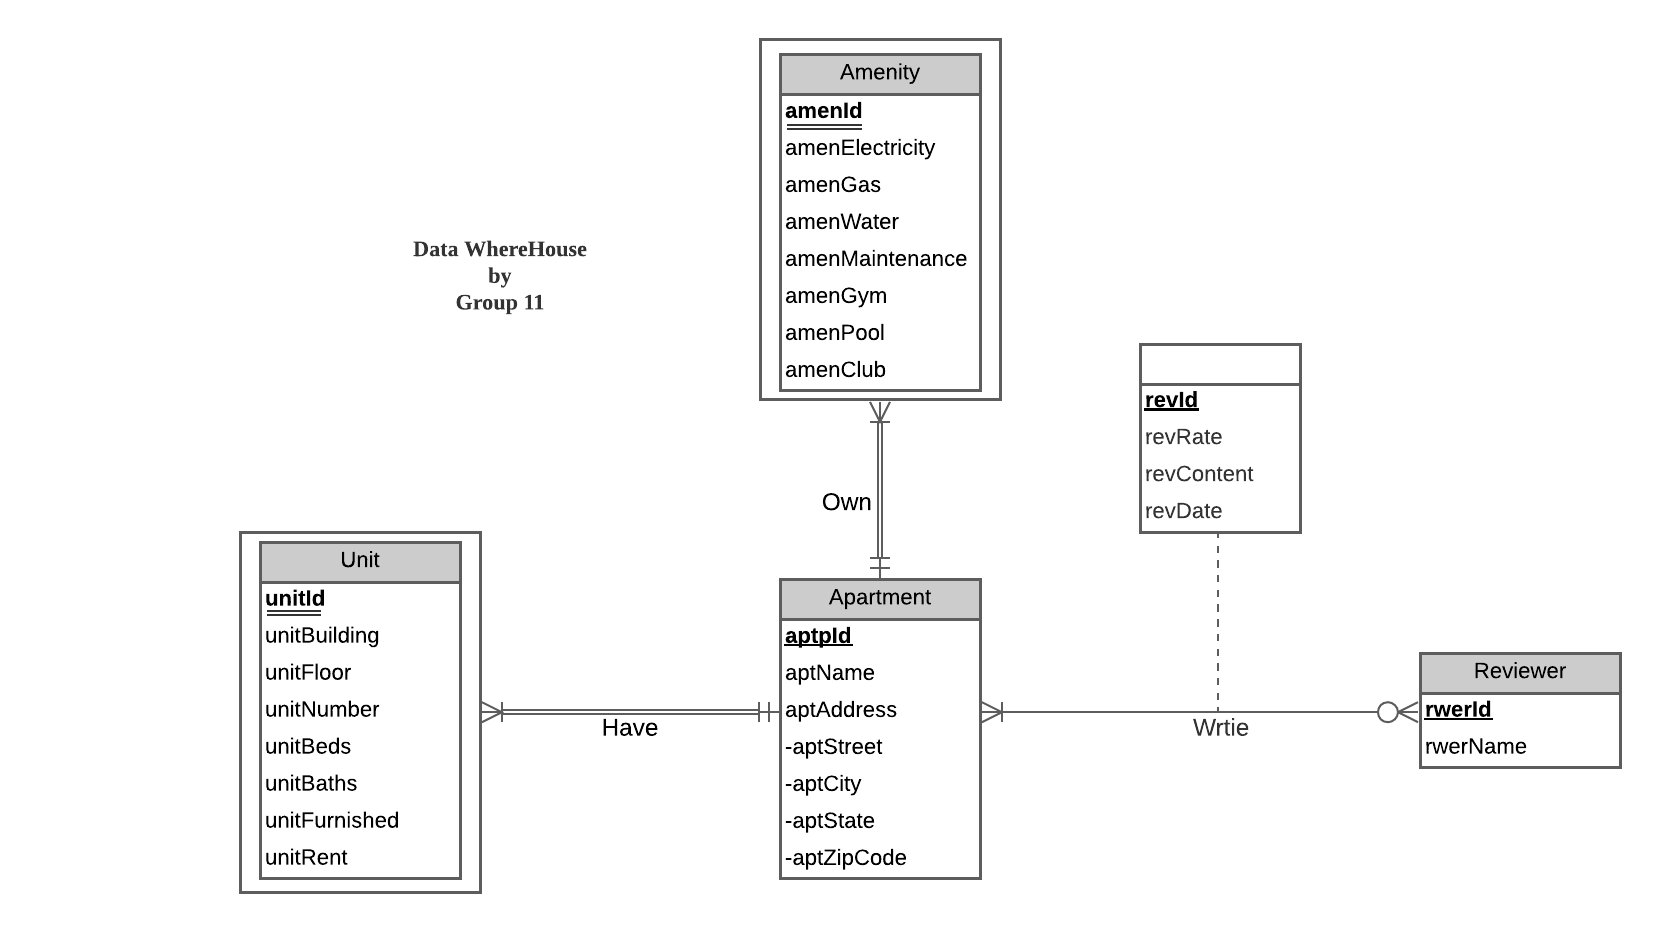 Amenity
amenId
amenElectricity
amenGas
amenWater
amenMaintenance
amenGym
amenPool
amenClub
Data WhereHouse
by
Group 11
revId
revRate
revContent
revDate
Own
Unit
unitId
unitBuilding
unitFloor
unitNumber
unitBeds
unitBaths
unitFurnished
unitRent
Have
Apartment
aptpId
aptName
aptAddress
-aptStreet
-aptCity
-aptState
-aptZipCode
Wrtie
Reviewer
rwerId
rwerName